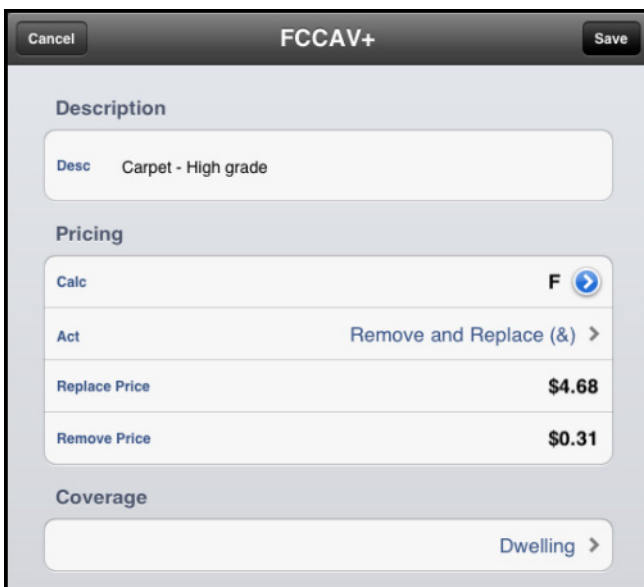 Cancel FCCAV+ Save
Description
Desc Carpet - High grade
Pricing
Calc F
Act Remove and Replace (&)
Replace Price $4.68
Remove Price $0.31
Coverage
Dwelling